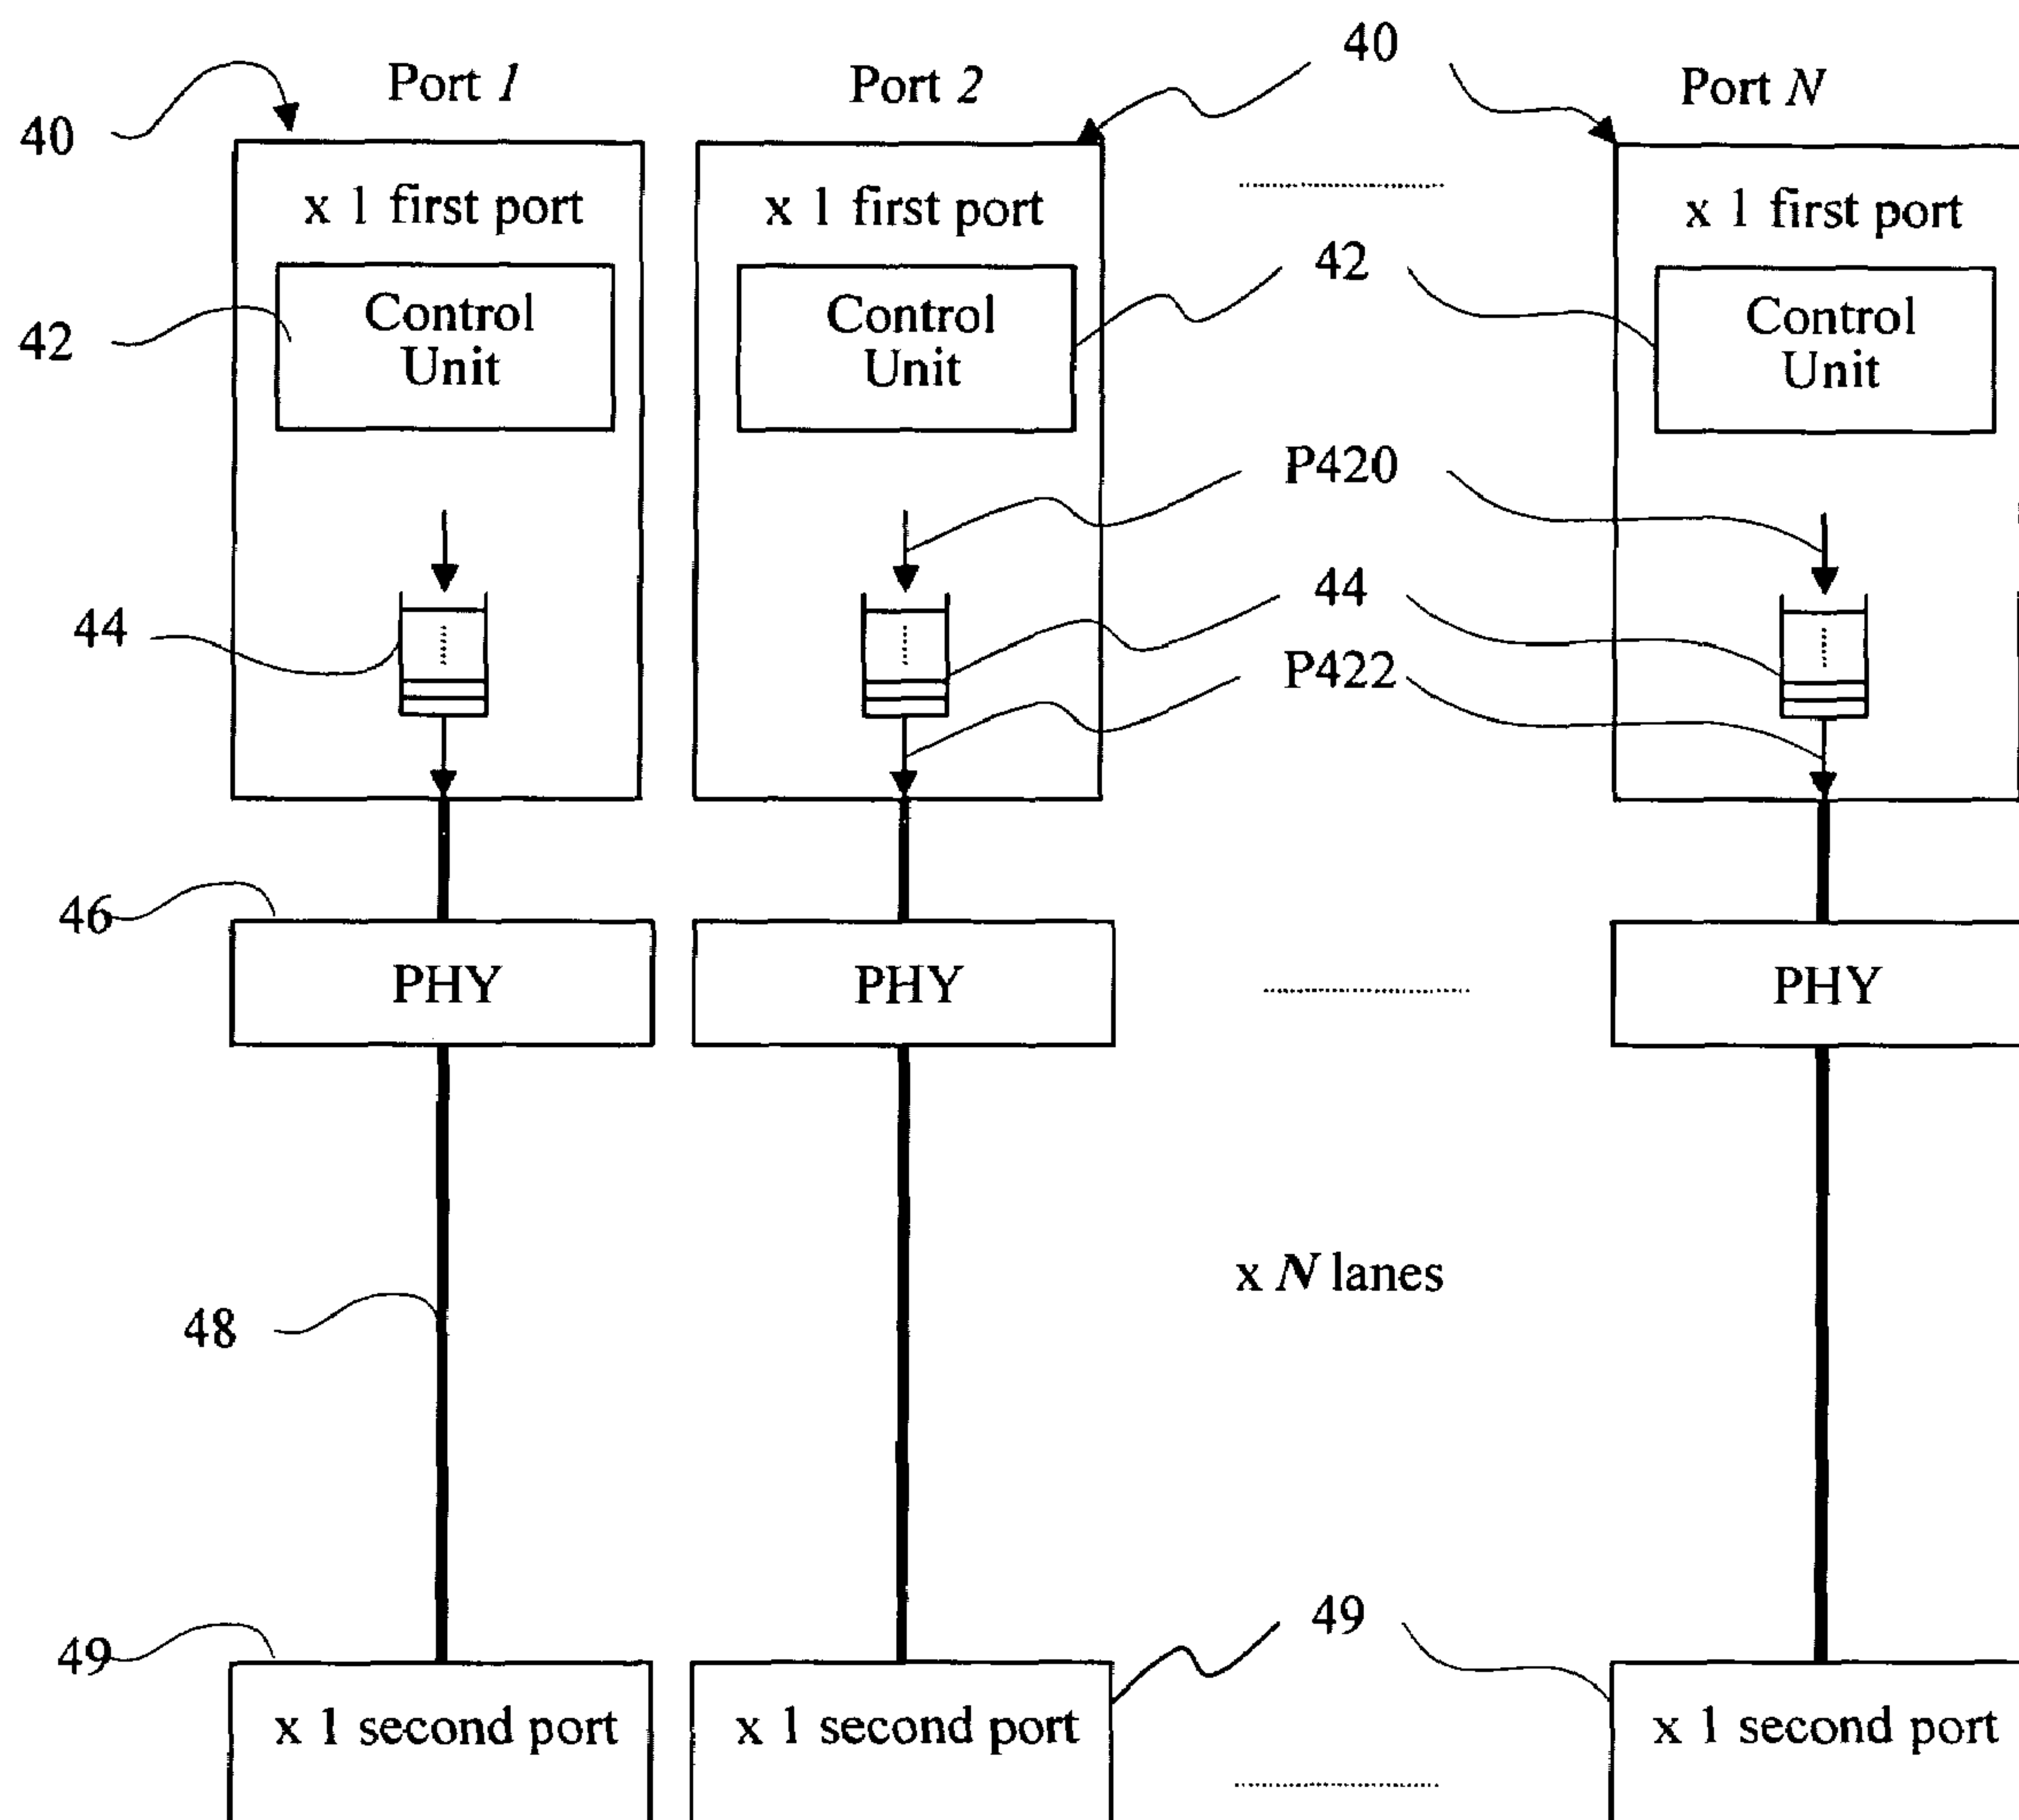 40
Port 1
Port 2
40
Port N
x 1 first port
x 1 first port
x 1 first port
42
Control
Unit
Control
Unit
42
Control
Unit
P420
44
44
P422
46
PHY
PHY
PHY
48
x N lanes
49
49
x 1 second port
x 1 second port
x 1 second port